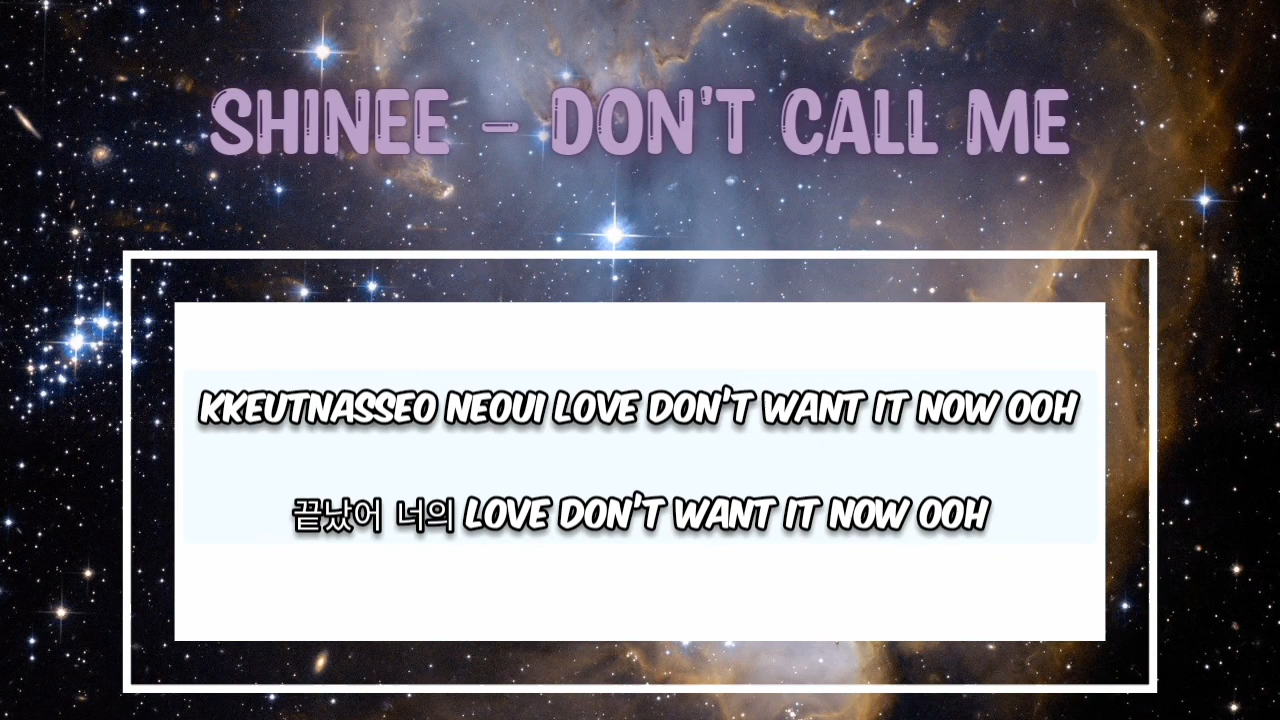 SHINEE - DON'T CALL ME
KKEUTNASSEO NEOUI LOVE DON'T WANT IT NOW OOH
끝났어 너의 LOVE DON'T WANT IT NOW OOH